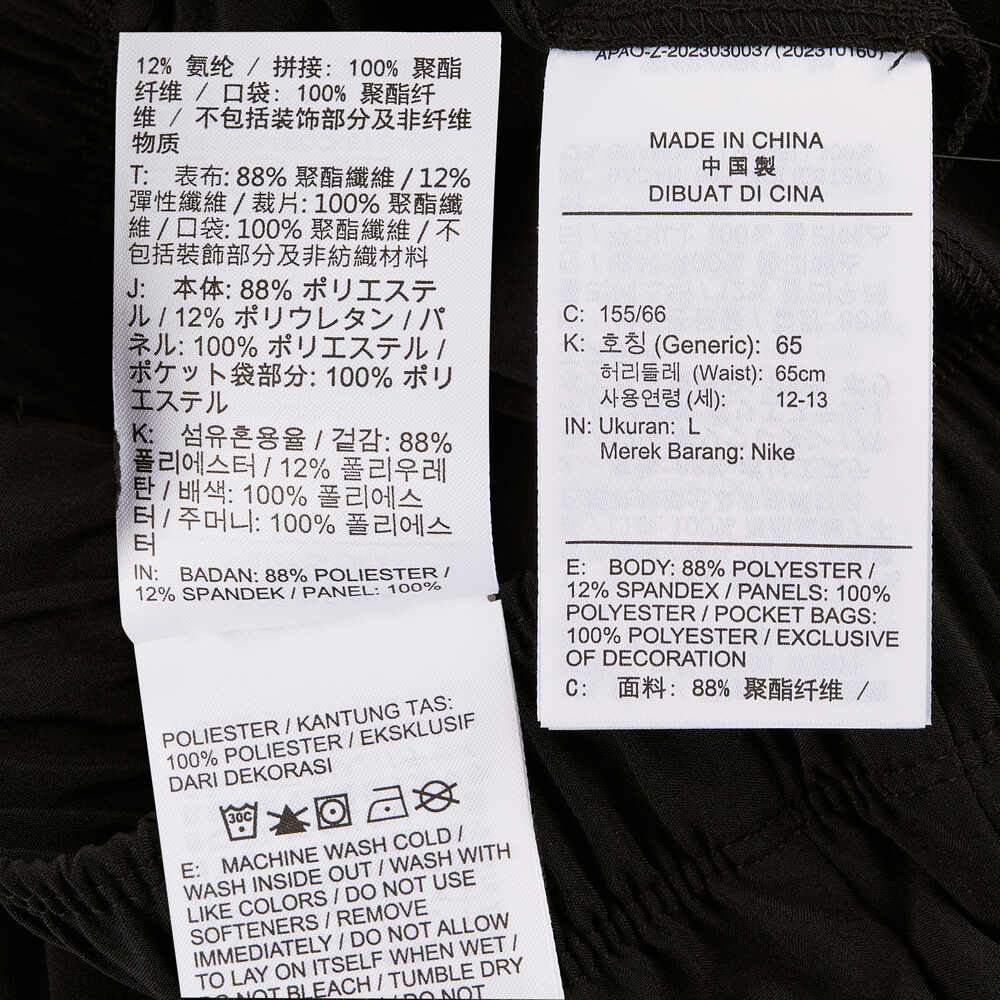 12% 氨纶 / 拼接: 100% 聚酯
纤维 / 口袋: 100% 聚酯纤
维 / 不包括装饰部分及非纤维
物质
T: 表布: 88% 聚酯纖維 / 12%
彈性纖維 / 裁片: 100% 聚酯纖
維 / 口袋: 100% 聚酯纖維 / 不
包括裝飾部分及非紡織材料
J: 本体: 88% ポリエステ
ル / 12% ポリウレタン / パ
ネル: 100% ポリエステル /
ポケット袋部分: 100% ポリ
エステル
K: 섬유혼용율 / 겉감: 88%
폴리에스터 / 12% 폴리우레
탄 / 배색: 100% 폴리에스
터 / 주머니: 100% 폴리에스
터
IN: BADAN: 88% POLIESTER /
12% SPANDEK / PANEL: 100%
POLIESTER / KANTUNG TAS:
100% POLIESTER / EKSKLUSIF
DARI DEKORASI
30C
E: MACHINE WASH COLD /
WASH INSIDE OUT / WASH WITH
LIKE COLORS / DO NOT USE
SOFTENERS / REMOVE
IMMEDIATELY / DO NOT ALLOW
TO LAY ON ITSELF WHEN WET /
DO NOT BLEACH / TUMBLE DRY
DO NOT
APAO-Z-2023030037 (202310160)
MADE IN CHINA
中国製
DIBUAT DI CINA
C: 155/66
K: 호칭 (Generic): 65
허리둘레 (Waist): 65cm
사용연령 (세): 12-13
IN: Ukuran: L
Merek Barang: Nike
E: BODY: 88% POLYESTER /
12% SPANDEX / PANELS: 100%
POLYESTER / POCKET BAGS:
100% POLYESTER / EXCLUSIVE
OF DECORATION
C: 面料: 88% 聚酯纤维 /